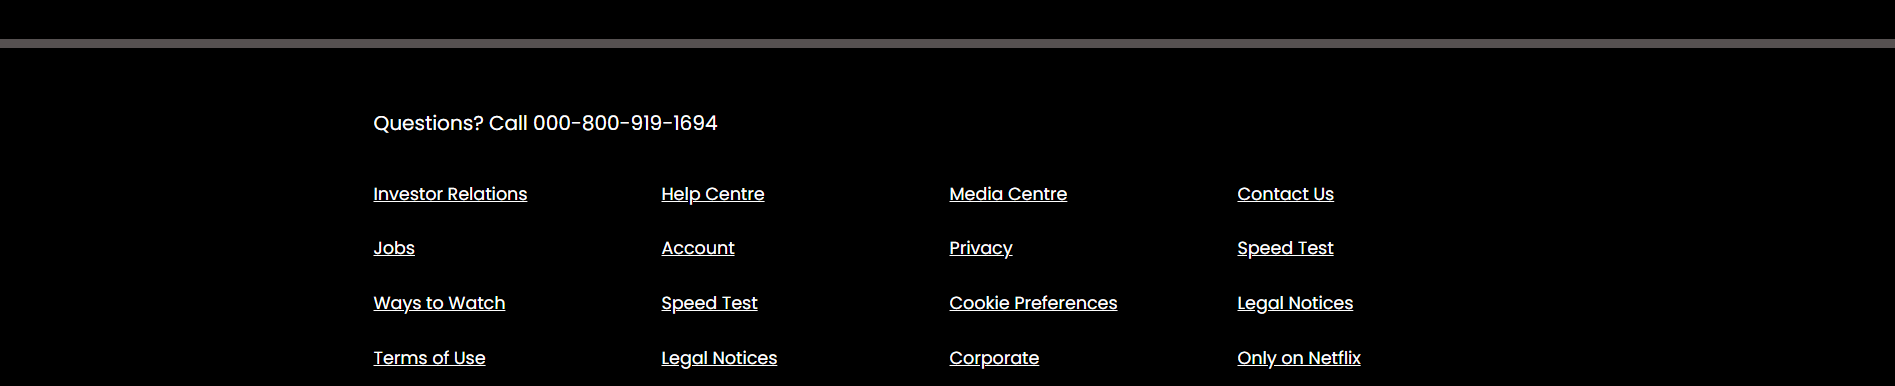 Questions? Call 000-800-919-1694
Investor Relations Help Centre Media Centre Contact Us
Jobs Account Privacy Speed Test
Ways to Watch Speed Test Cookie Preferences Legal Notices
Terms of Use Legal Notices Corporate Only on Netflix